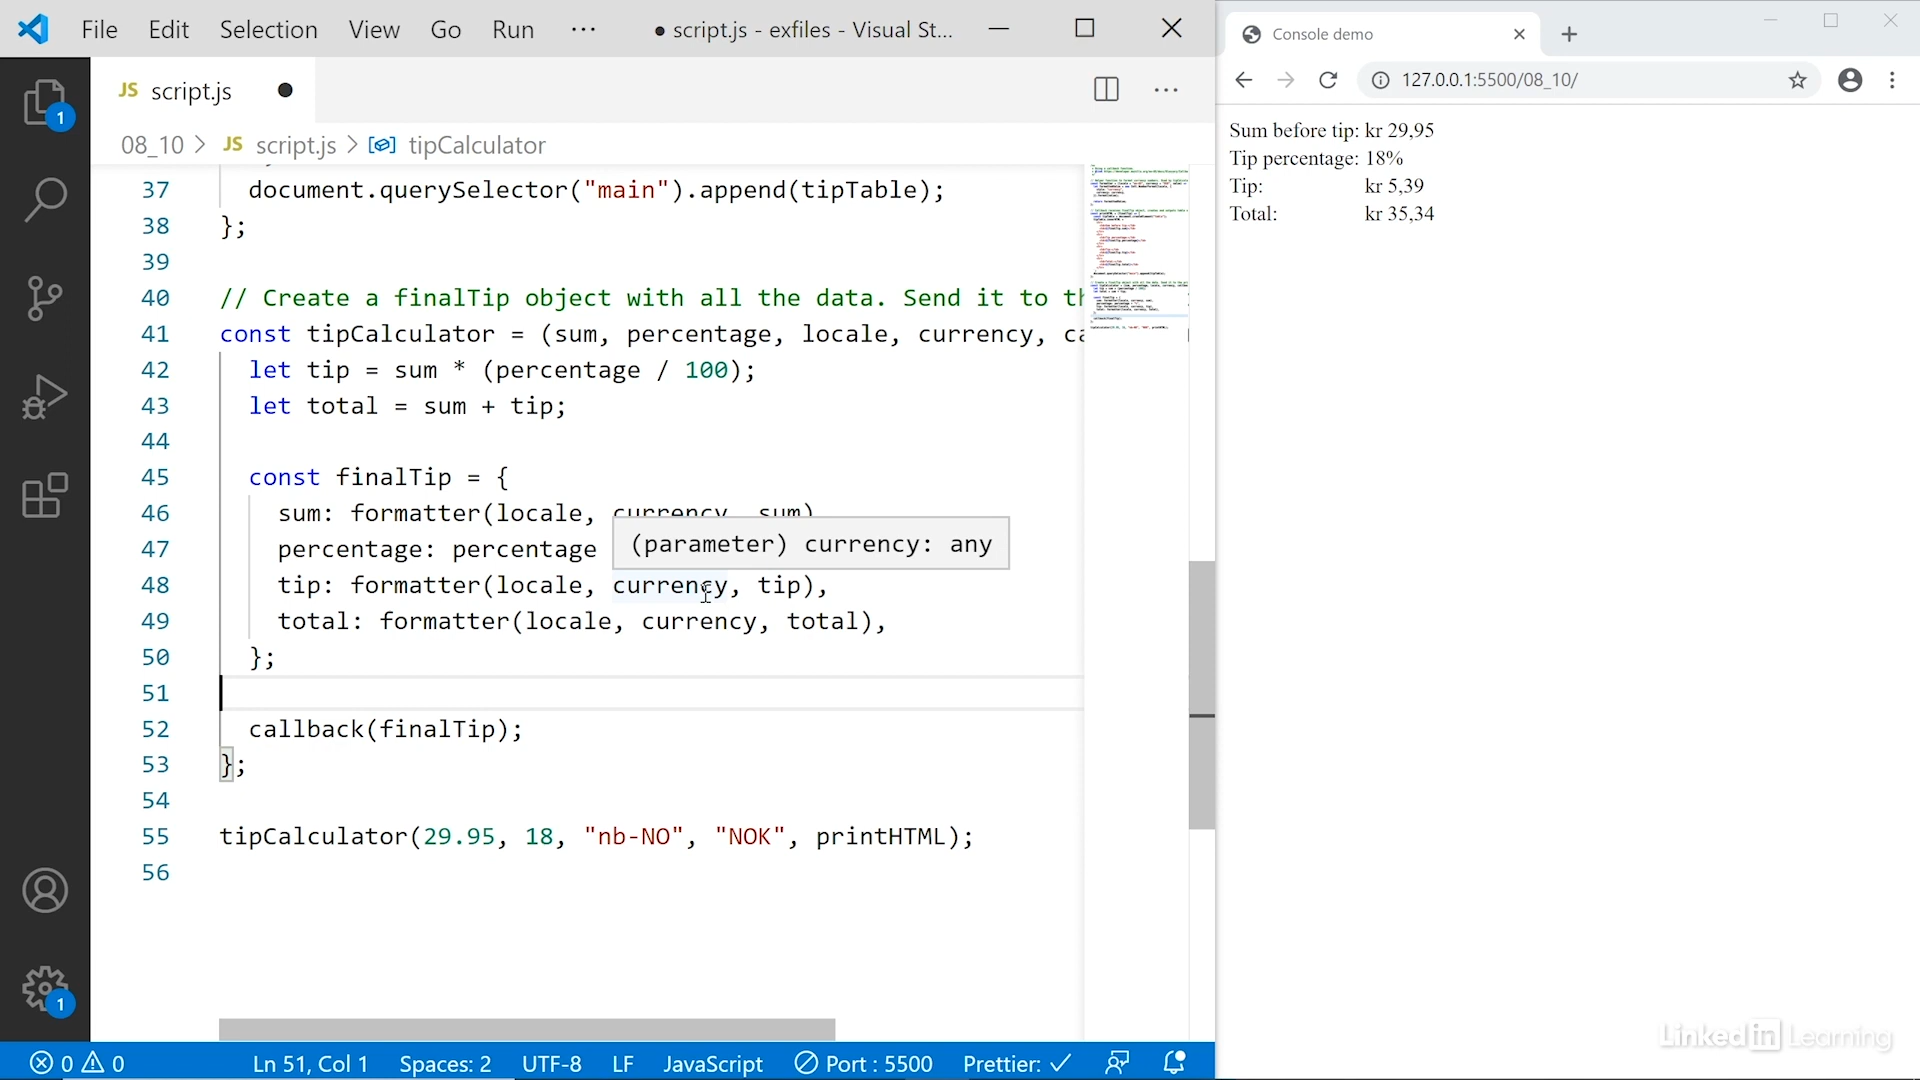 File Edit Selection View Go Run ··· ● script.js - exfiles - Visual St...
JS script.js ●
08_10 > JS script.js > tipCalculator
37 document.querySelector("main").append(tipTable);
38 };
39
40 // Create a finalTip object with all the data. Send it to th
41 const tipCalculator = (sum, percentage, locale, currency, ca
42 let tip = sum * (percentage / 100);
43 let total = sum + tip;
44
45 const finalTip = {
46 sum: formatter(locale, currency, sum)
(parameter) currency: any
47 percentage: percentage
48 tip: formatter(locale, currency, tip),
49 total: formatter(locale, currency, total),
50 };
51
52 callback(finalTip);
53 };
54
55 tipCalculator(29.95, 18, "nb-NO", "NOK", printHTML);
56
1
1
0 0 Ln 51, Col 1 Spaces: 2 UTF-8 LF JavaScript Port : 5500 Prettier: ✓
Console demo
127.0.0.1:5500/08_10/
Sum before tip: kr 29,95
Tip percentage: 18%
Tip: kr 5,39
Total: kr 35,34
Linked in Learning